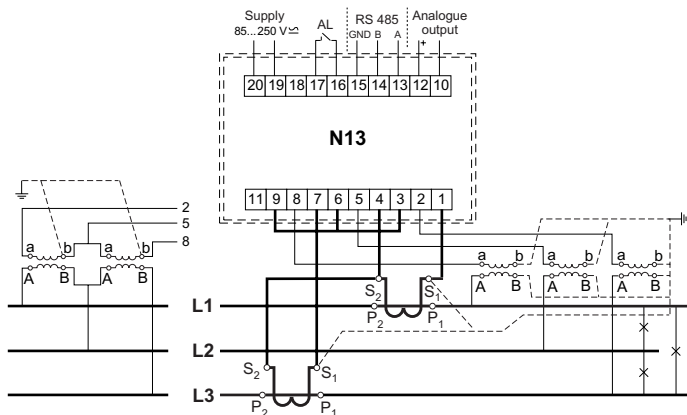 Supply
85...250 V
AL
RS 485
GND B A
Analogue
output
+
20 19 18 17 16 15 14 13 12 10
N13
11 9 8 7 6 5 4 3 2 1
2
5
8
a b a b
A B A B
a b a b a b
A B A B A B
S2 S1
L1
P2 P1
L2
S2 S1
L3
P2 P1